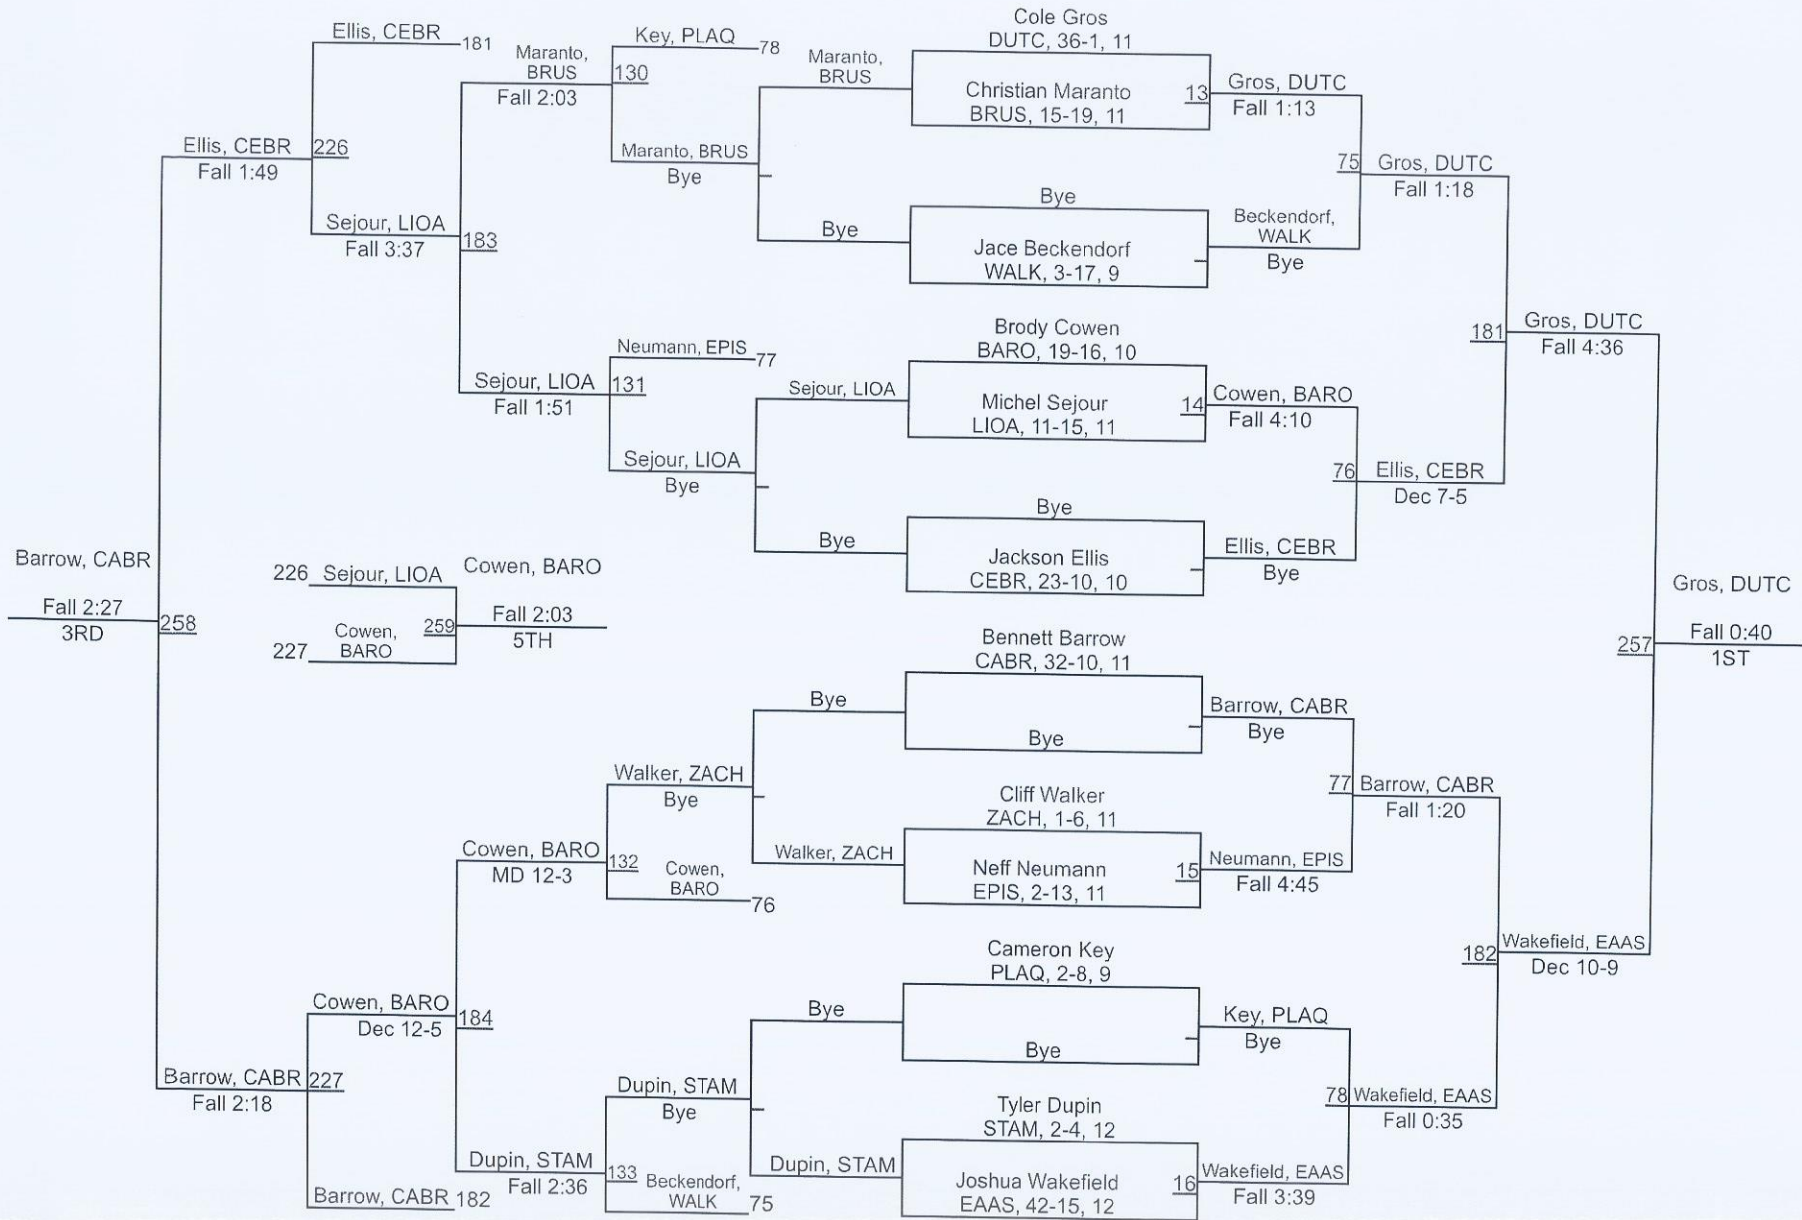 Cole Gros
DUTC, 36-1, 11
Ellis, CEBR 181
Maranto,
BRUS
Fall 2:03
Key, PLAQ 78
130
Maranto,
BRUS
Christian Maranto
BRUS, 15-19, 11
13
Gros, DUTC
Fall 1:13
Ellis, CEBR
Fall 1:49
226
Maranto, BRUS
Bye
75
Gros, DUTC
Fall 1:18
Sejour, LIOA
Fall 3:37
183
Bye
Bye
Jace Beckendorf
WALK, 3-17, 9
Beckendorf,
WALK
Bye
Brody Cowen
BARO, 19-16, 10
181
Gros, DUTC
Fall 4:36
Neumann, EPIS 77
Sejour, LIOA
Fall 1:51
131
Sejour, LIOA
Michel Sejour
LIOA, 11-15, 11
14
Cowen, BARO
Fall 4:10
Sejour, LIOA
Bye
76
Ellis, CEBR
Dec 7-5
Bye
Bye
Jackson Ellis
CEBR, 23-10, 10
Ellis, CEBR
Bye
Barrow, CABR
Fall 2:27
3RD
258
226 Sejour, LIOA
227
Cowen,
BARO
259
Cowen, BARO
Fall 2:03
5TH
Gros, DUTC
257
Fall 0:40
1ST
Bennett Barrow
CABR, 32-10, 11
Bye
Bye
Barrow, CABR
Bye
Walker, ZACH
Bye
Cliff Walker
ZACH, 1-6, 11
77
Barrow, CABR
Fall 1:20
Cowen, BARO
MD 12-3
132
Cowen,
BARO
76
Walker, ZACH
Neff Neumann
EPIS, 2-13, 11
15
Neumann, EPIS
Fall 4:45
Cameron Key
PLAQ, 2-8, 9
182
Wakefield, EAAS
Dec 10-9
Cowen, BARO
Dec 12-5
184
Bye
Bye
Key, PLAQ
Bye
Barrow, CABR
Fall 2:18
227
Dupin, STAM
Bye
Tyler Dupin
STAM, 2-4, 12
78
Wakefield, EAAS
Fall 0:35
Dupin, STAM
Fall 2:36
133
Beckendorf,
WALK
75
Dupin, STAM
Joshua Wakefield
EAAS, 42-15, 12
16
Wakefield, EAAS
Fall 3:39
Barrow, CABR 182